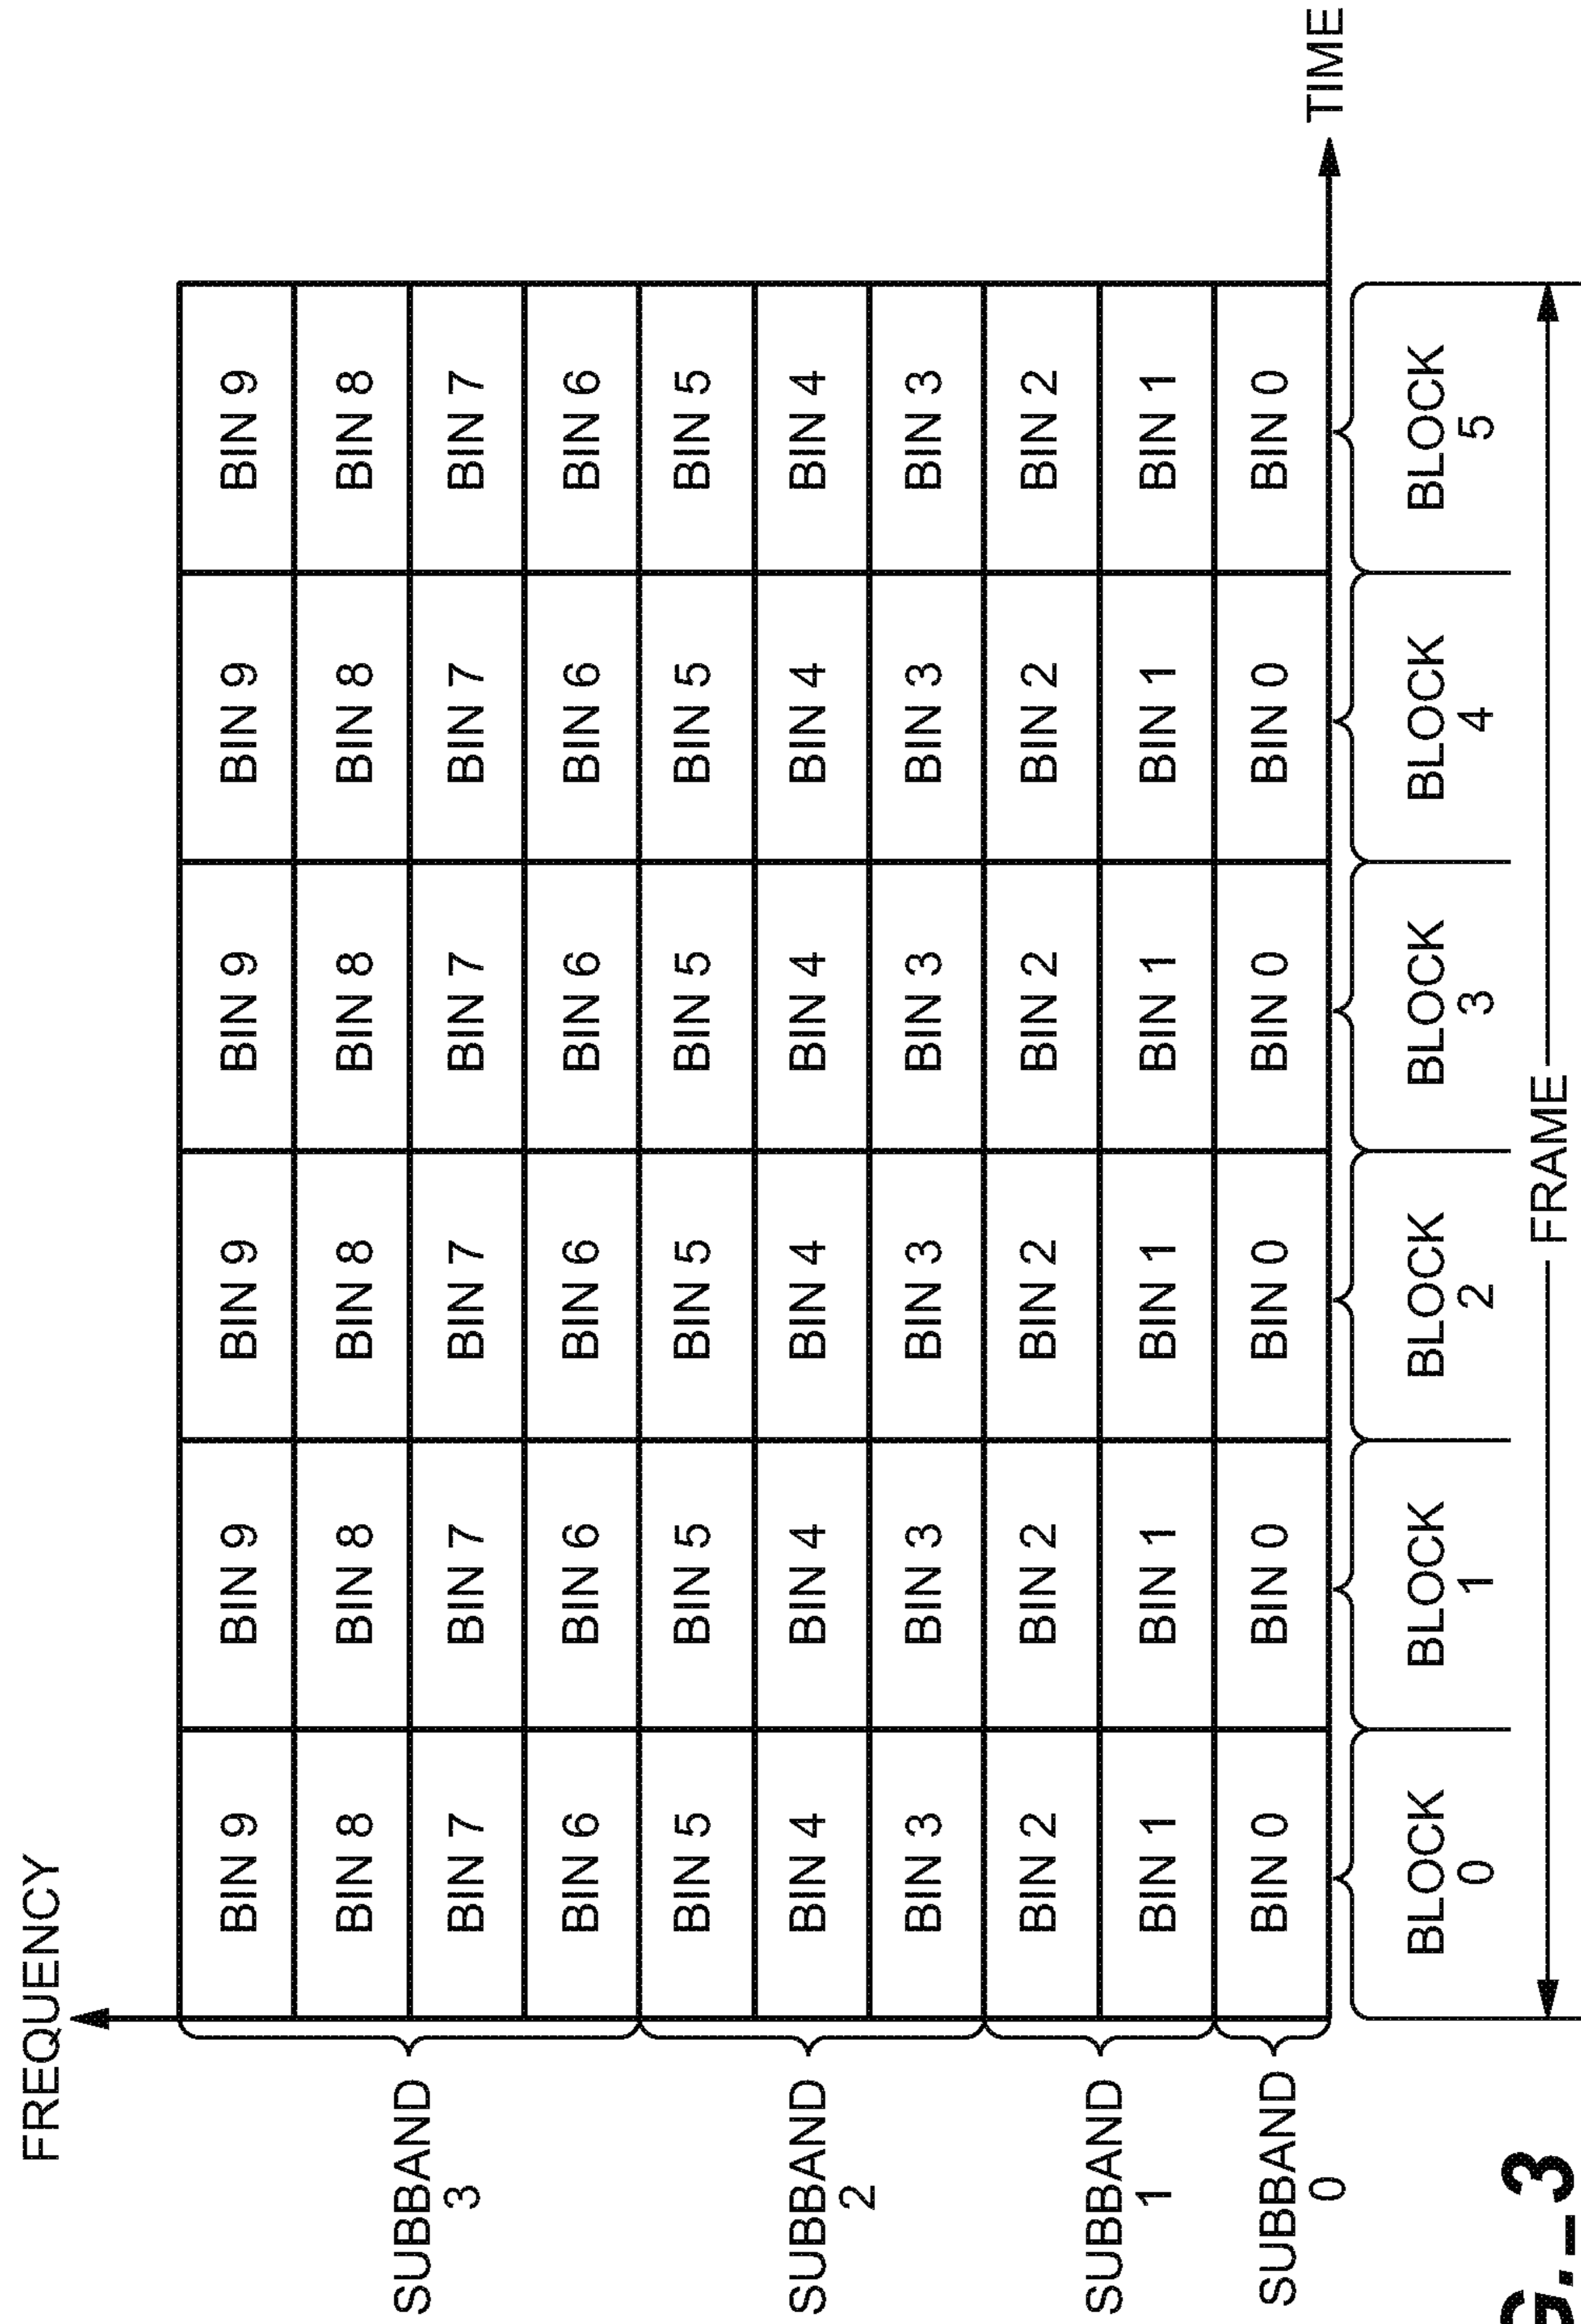 FREQUENCY
SUBBAND
3
SUBBAND
2
SUBBAND
1
SUBBAND
0
BIN 9 BIN 9 BIN 9 BIN 9 BIN 9 BIN 9
BIN 8 BIN 8 BIN 8 BIN 8 BIN 8 BIN 8
BIN 7 BIN 7 BIN 7 BIN 7 BIN 7 BIN 7
BIN 6 BIN 6 BIN 6 BIN 6 BIN 6 BIN 6
BIN 5 BIN 5 BIN 5 BIN 5 BIN 5 BIN 5
BIN 4 BIN 4 BIN 4 BIN 4 BIN 4 BIN 4
BIN 3 BIN 3 BIN 3 BIN 3 BIN 3 BIN 3
BIN 2 BIN 2 BIN 2 BIN 2 BIN 2 BIN 2
BIN 1 BIN 1 BIN 1 BIN 1 BIN 1 BIN 1
BIN 0 BIN 0 BIN 0 BIN 0 BIN 0 BIN 0
TIME
BLOCK BLOCK BLOCK BLOCK BLOCK BLOCK
0 1 2 3 4 5
FRAME
G._3